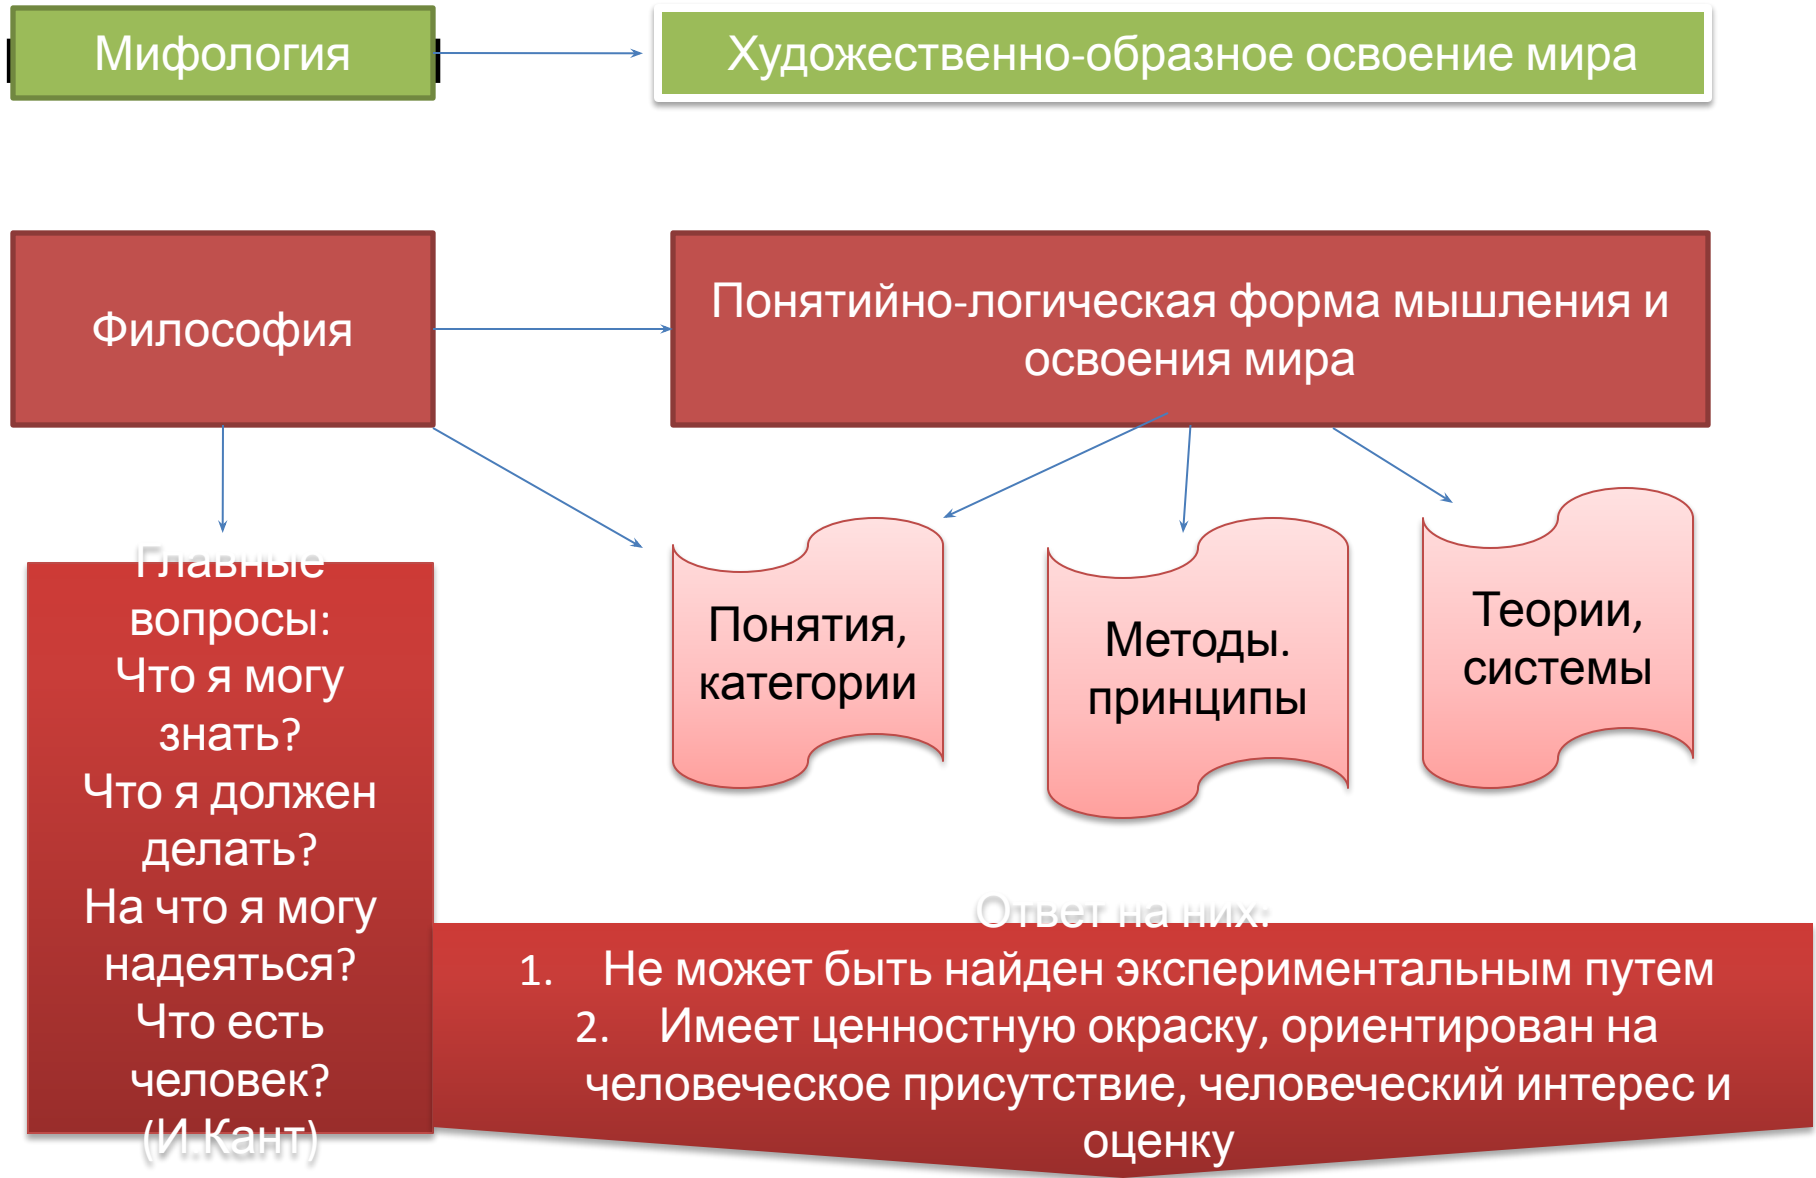 Мифология
Художественно-образное освоение мира
Философия
Понятийно-логическая форма мышления и
освоения мира
Главные
вопросы:
Что я могу
знать?
Что я должен
делать?
На что я могу
надеяться?
Что есть
человек?
(И.Кант)
Понятия,
категории
Методы.
принципы
Теории,
системы
Ответ на них:
1. Не может быть найден экспериментальным путем
2. Имеет ценностную окраску, ориентирован на
человеческое присутствие, человеческий интерес и
оценку